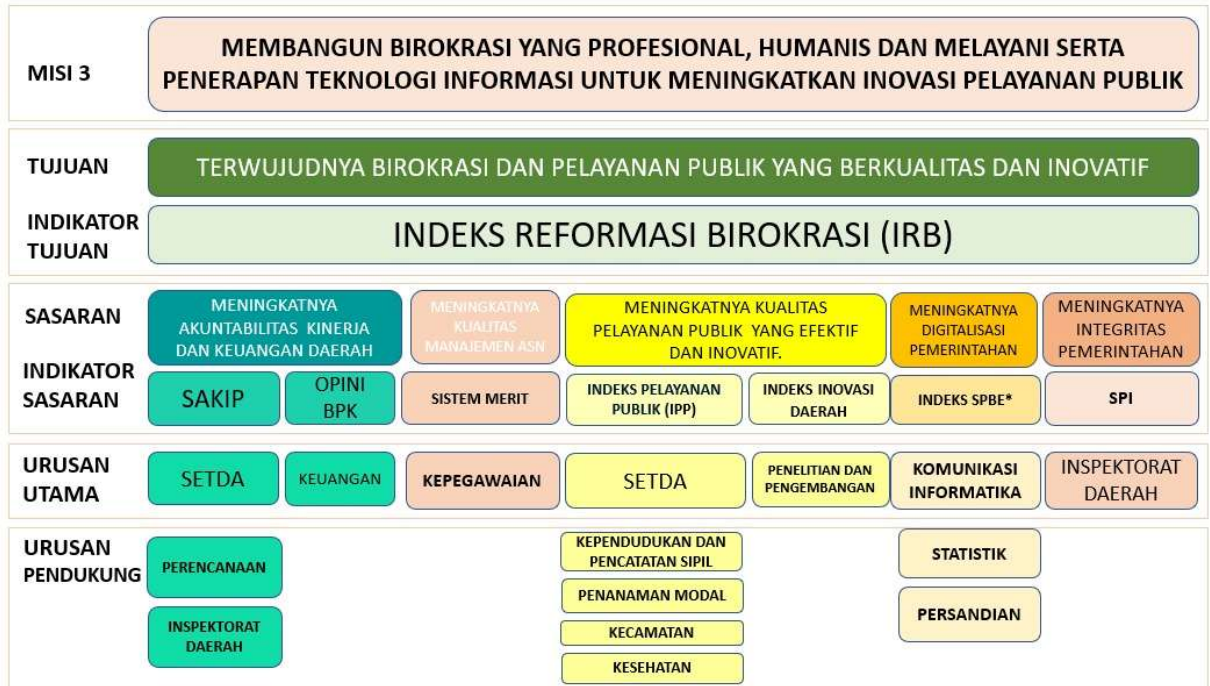 MISI 3
MEMBANGUN BIROKRASI YANG PROFESIONAL, HUMANIS DAN MELAYANI SERTA
PENERAPAN TEKNOLOGI INFORMASI UNTUK MENINGKATKAN INOVASI PELAYANAN PUBLIK
TUJUAN
TERWUJUDNYA BIROKRASI DAN PELAYANAN PUBLIK YANG BERKUALITAS DAN INOVATIF
INDIKATOR
TUJUAN
INDEKS REFORMASI BIROKRASI (IRB)
SASARAN
MENINGKATNYA
AKUNTABILITAS KINERJA
DAN KEUANGAN DAERAH
MENINGKATNYA
KUALITAS
MANAJEMEN ASN
MENINGKATNYA KUALITAS
PELAYANAN PUBLIK YANG EFEKTIF
DAN INOVATIF.
MENINGKATNYA
DIGITALISASI
PEMERINTAHAN
MENINGKATNYA
INTEGRITAS
PEMERINTAHAN
INDIKATOR
SASARAN
SAKIP
OPINI
BPK
SISTEM MERIT
INDEKS PELAYANAN
PUBLIK (IPP)
INDEKS INOVASI
DAERAH
INDEKS SPBE*
SPI
URUSAN
UTAMA
SETDA
KEUANGAN
KEPEGAWAIAN
SETDA
PENELITIAN DAN
PENGEMBANGAN
KOMUNIKASI
INFORMATIKA
INSPEKTORAT
DAERAH
URUSAN
PENDUKUNG
PERENCANAAN
INSPEKTORAT
DAERAH
KEPENDUDUKAN DAN
PENCATATAN SIPIL
PENANAMAN MODAL
KECAMATAN
KESEHATAN
STATISTIK
PERSANDIAN